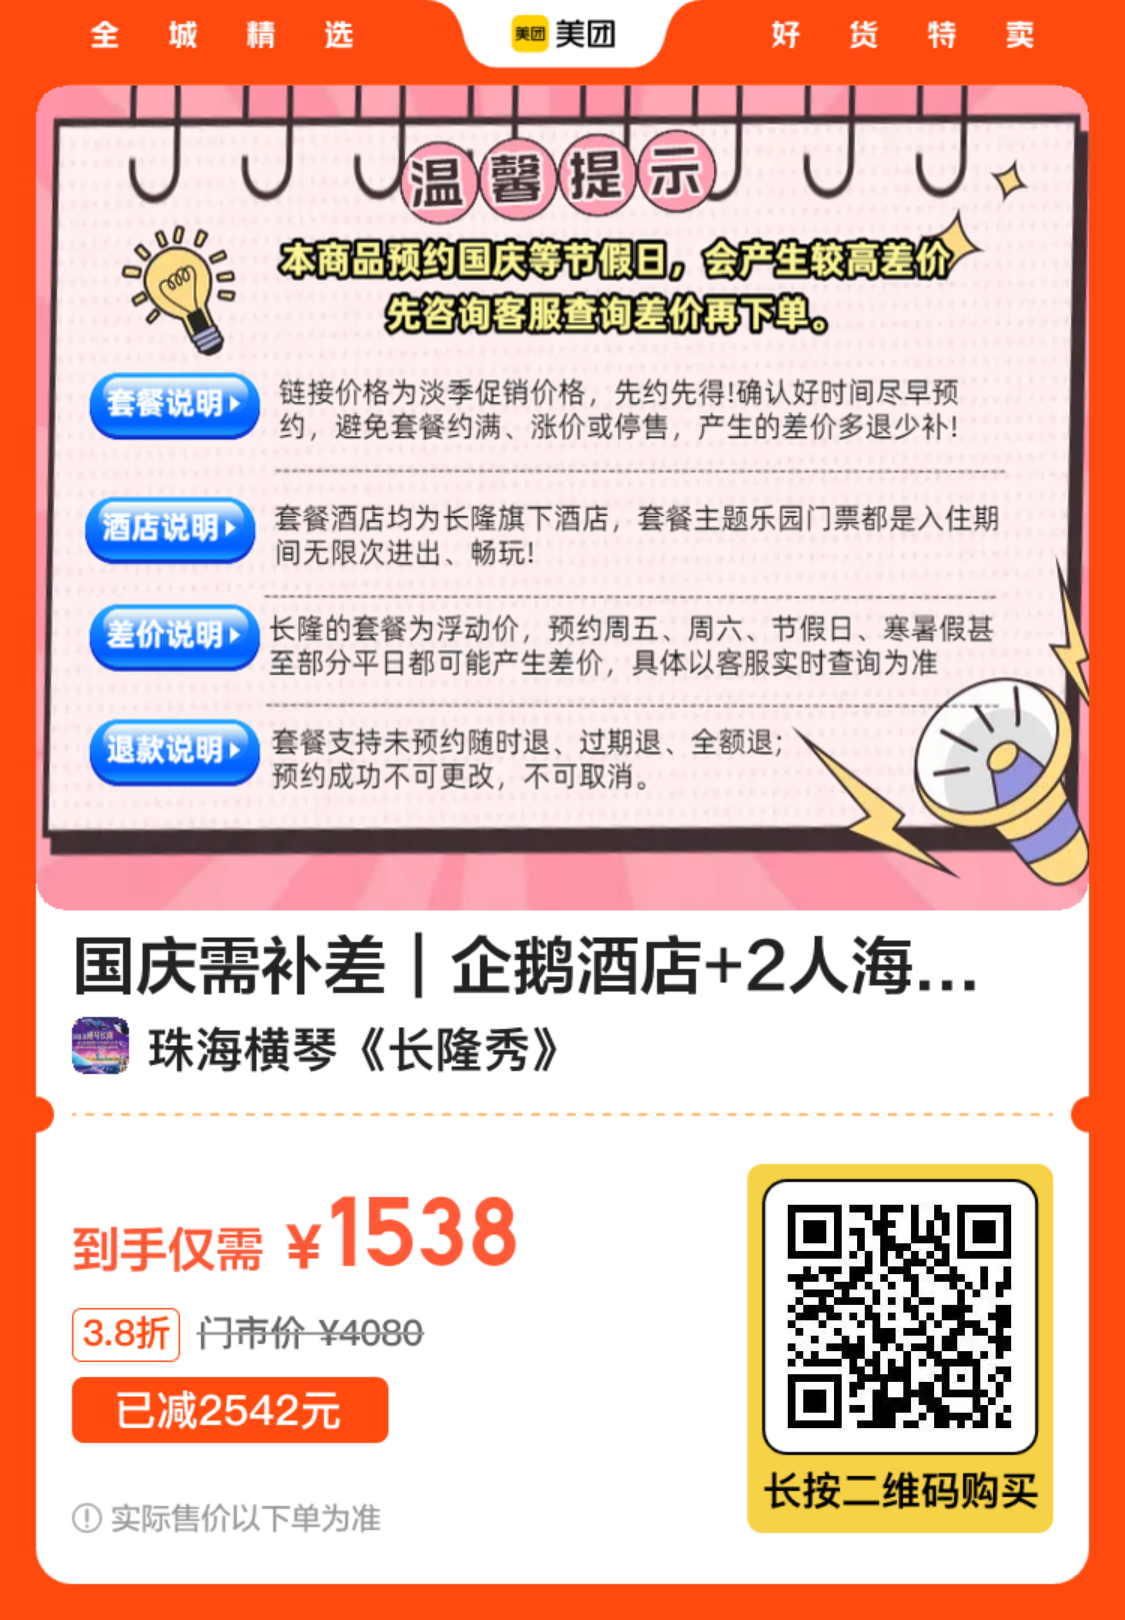 全城精选
美团 美团
好货特卖
温馨提示
本商品预约国庆等节假日，会产生较高差价
先咨询客服查询差价再下单。
套餐说明
链接价格为淡季促销价格，先约先得!确认好时间尽早预
约，避免套餐约满、涨价或停售，产生的差价多退少补!
酒店说明
套餐酒店均为长隆旗下酒店，套餐主题乐园门票都是入住期
间无限次进出、畅玩!
差价说明
长隆的套餐为浮动价，预约周五、周六、节假日、寒暑假甚
至部分平日都可能产生差价，具体以客服实时查询为准
退款说明
套餐支持未预约随时退、过期退、全额退;
预约成功不可更改，不可取消。
国庆需补差｜企鹅酒店+2人海...
珠海横琴《长隆秀》
到手仅需 ¥1538
3.8折 门市价 ¥4080
已减2542元
实际售价以下单为准
长按二维码购买